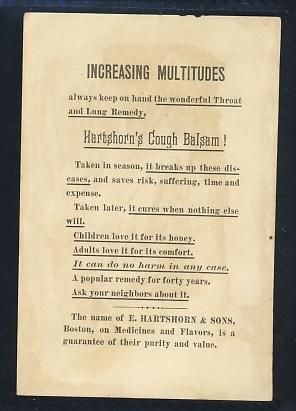 INCREASING MULTITUDES
always keep on hand the wonderful Throat
and Lung Remedy,
Hartshorn's Cough Balsam!
Taken in season, it breaks up these dis-
eases, and saves risk, suffering, time and
expense.
Taken later, it cures when nothing else
will.
Children love it for its honey.
Adults love it for its comfort.
It can do no harm in any case.
A popular remedy for forty years.
Ask your neighbors about it.
The name of E. HARTSHORN & SONS,
Boston, on Medicines and Flavors, is a
guarantee of their purity and value.